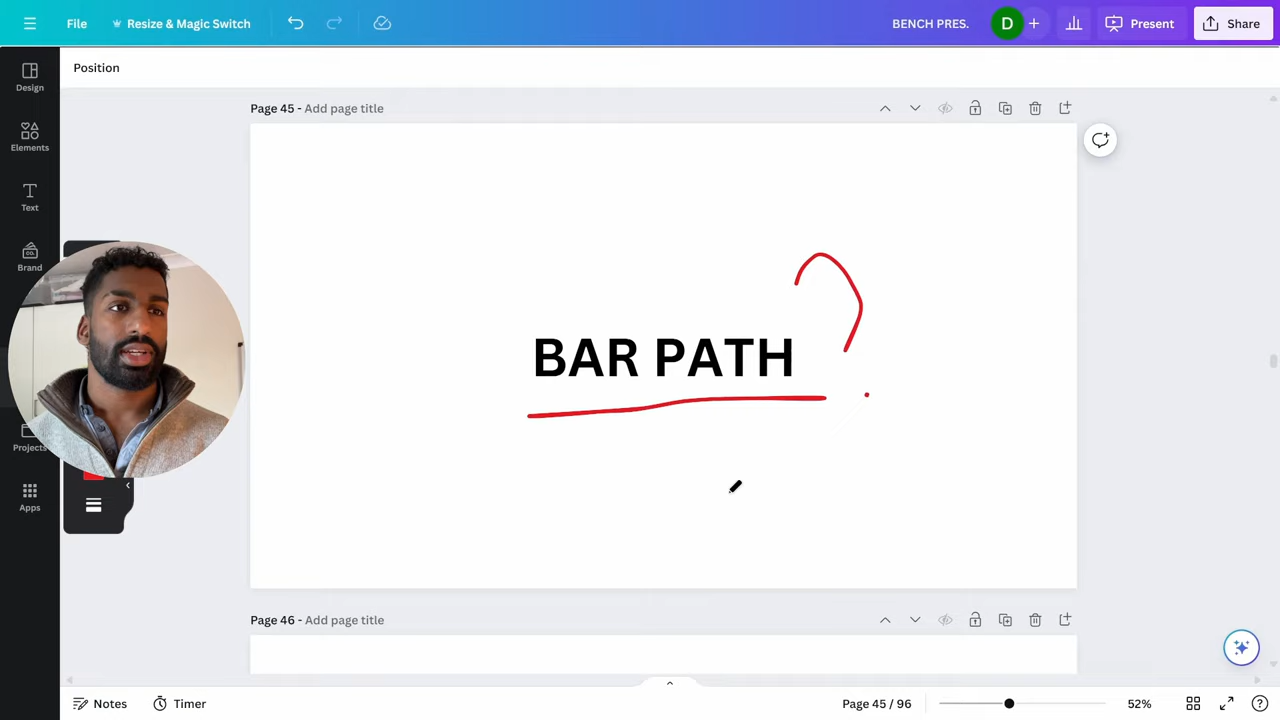 File
Resize & Magic Switch
BENCH PRES.
D
Present
Share
Position
Design
Elements
Text
Brand
Projects
Apps
Page 45 - Add page title
BAR PATH ?
Page 46 - Add page title
Notes
Timer
Page 45 / 96
52%